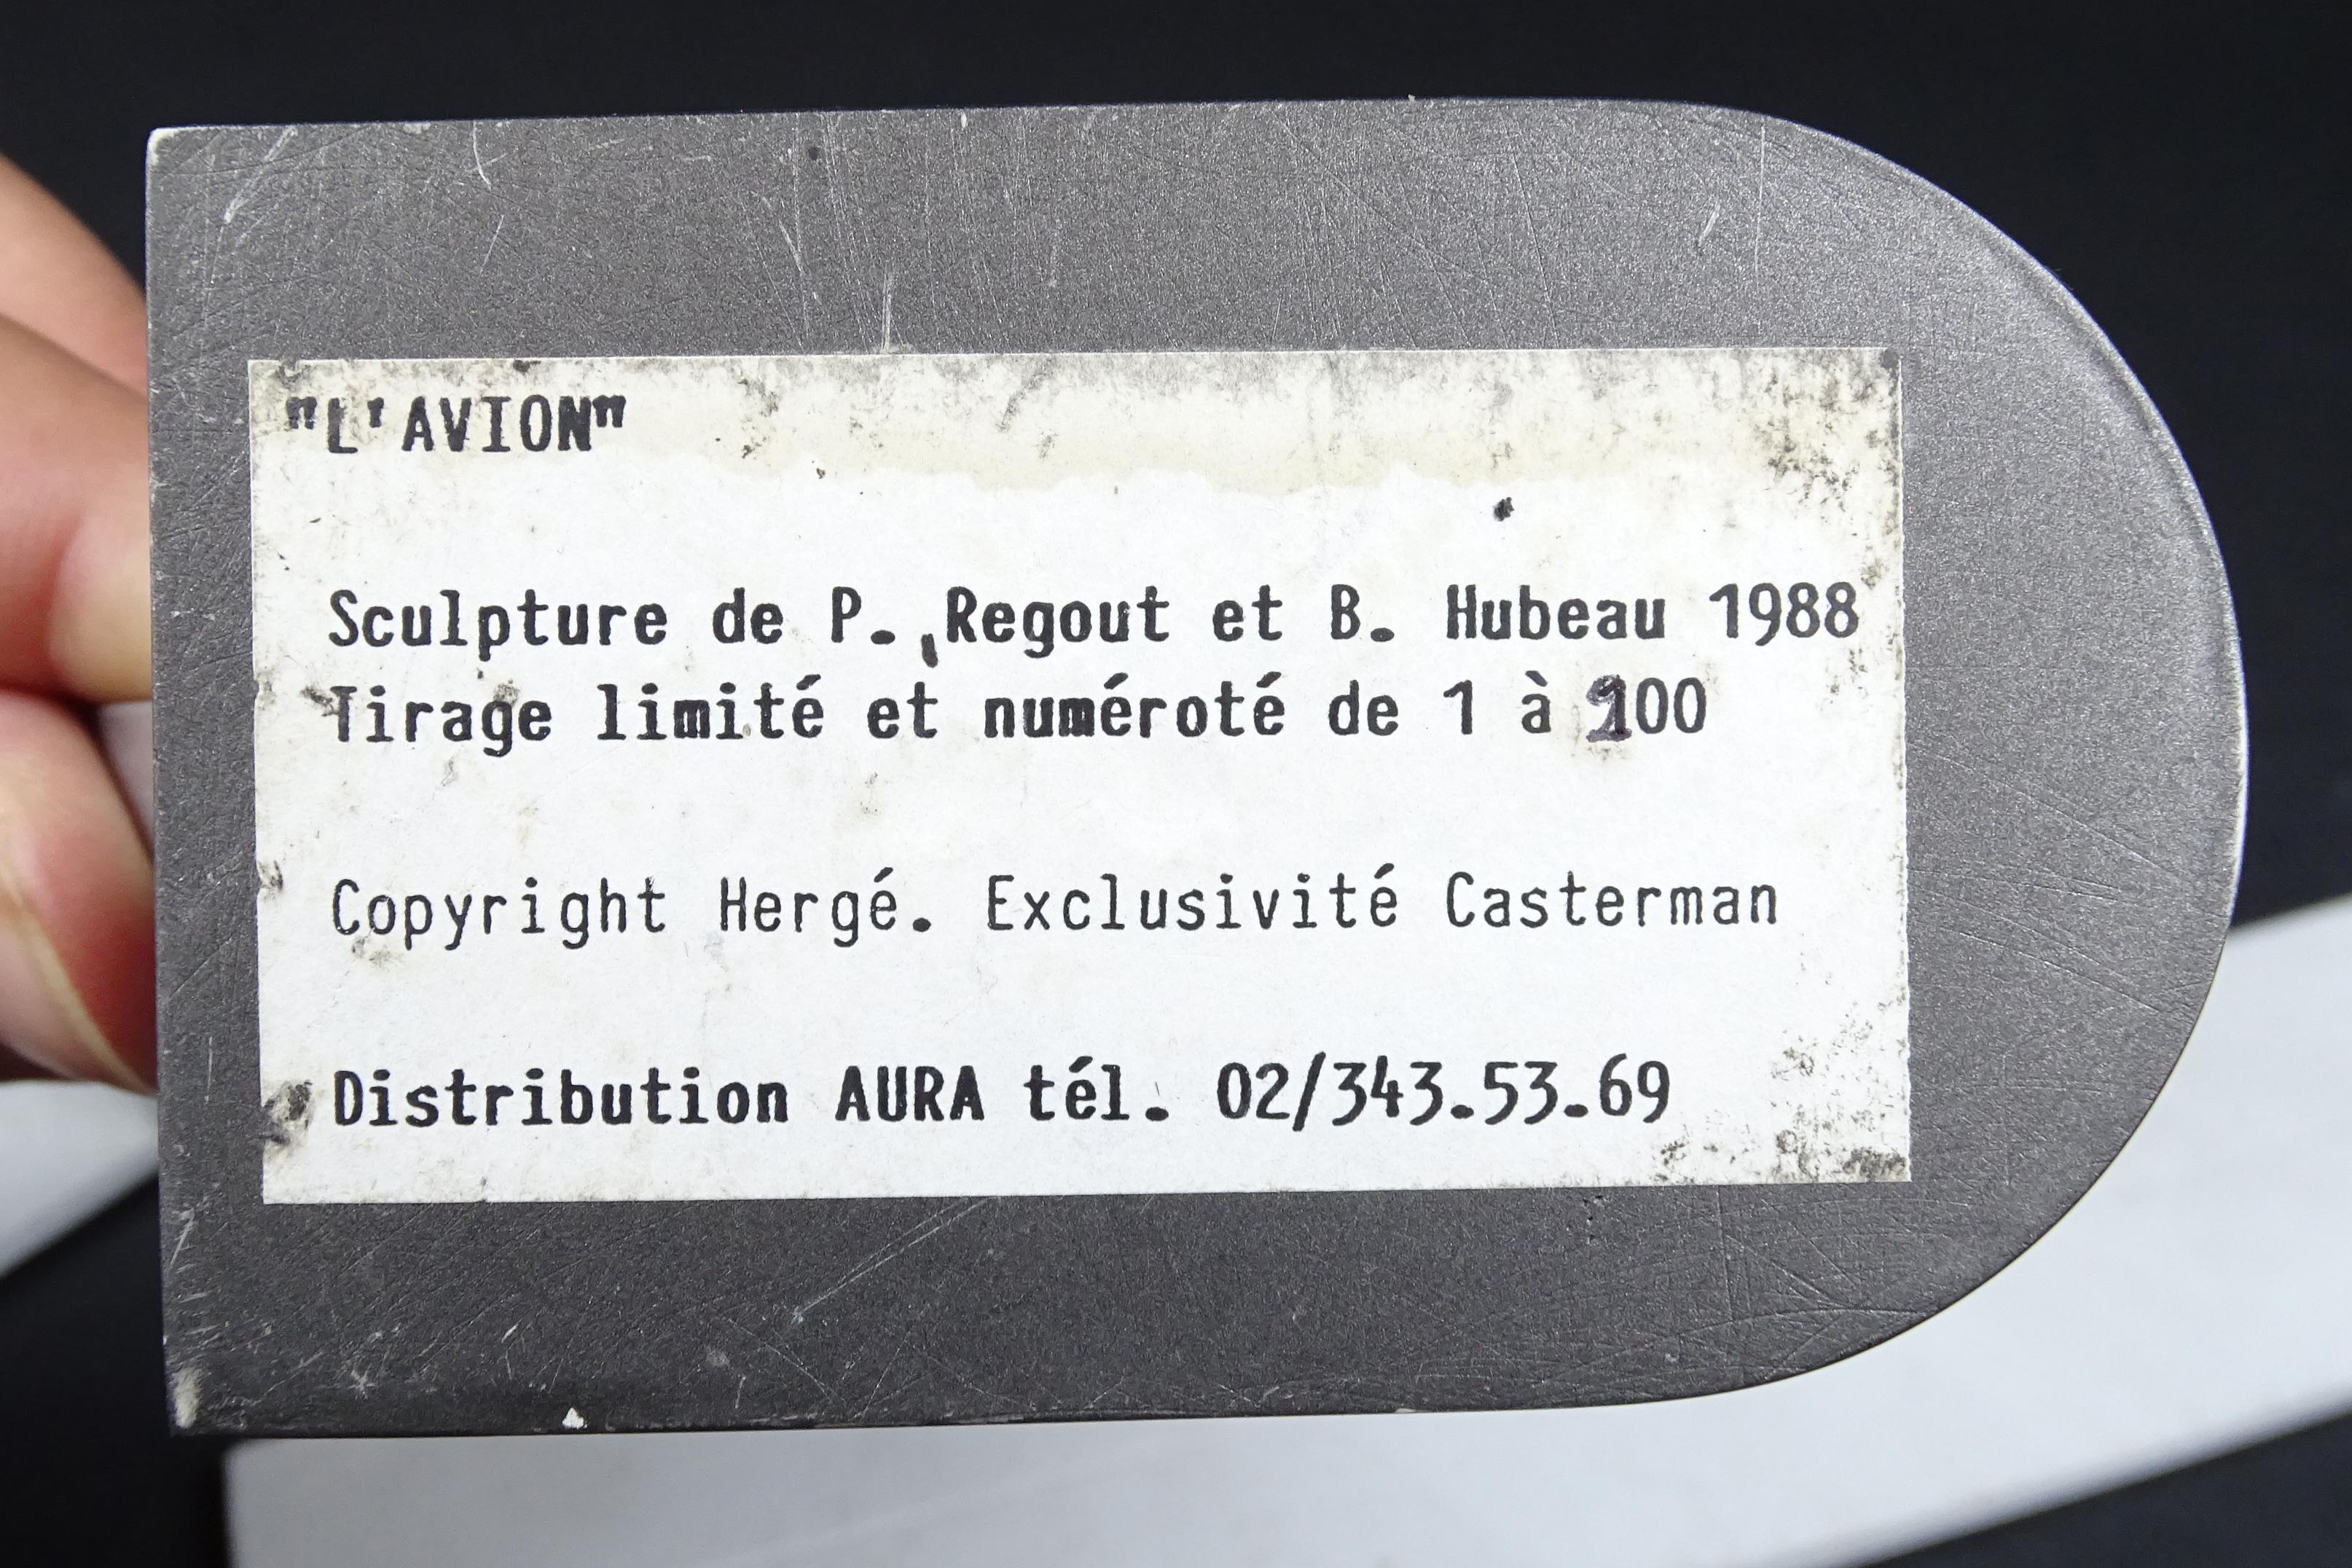 "L'AVION"
Sculpture de P. Regout et B. Hubeau 1988
Tirage limité et numéroté de 1 à
Copyright Hergé. Exclusivité Casterman
Distribution AURA tél. 02/343.53.69